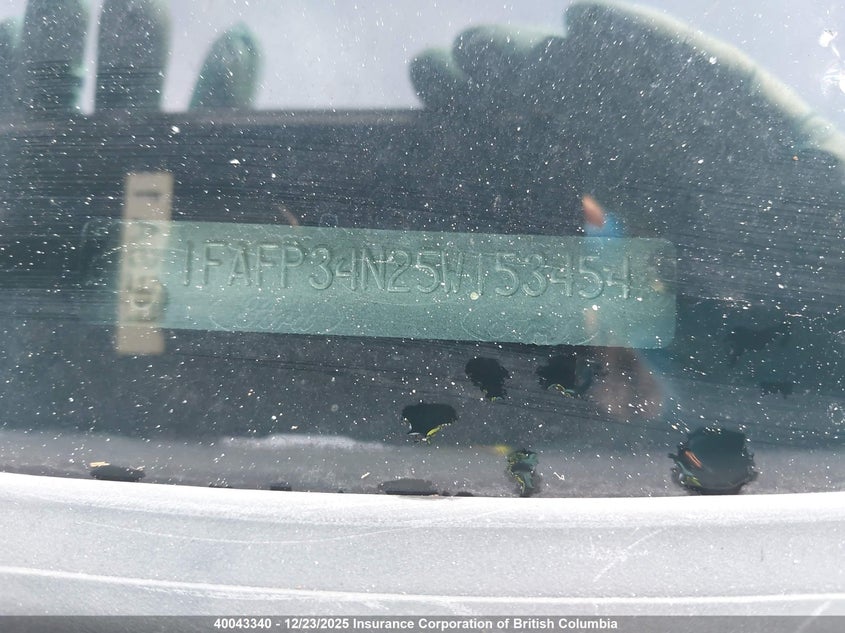 1FAFP34N25W153454
40043340 - 12/23/2025 Insurance Corporation of British Columbia